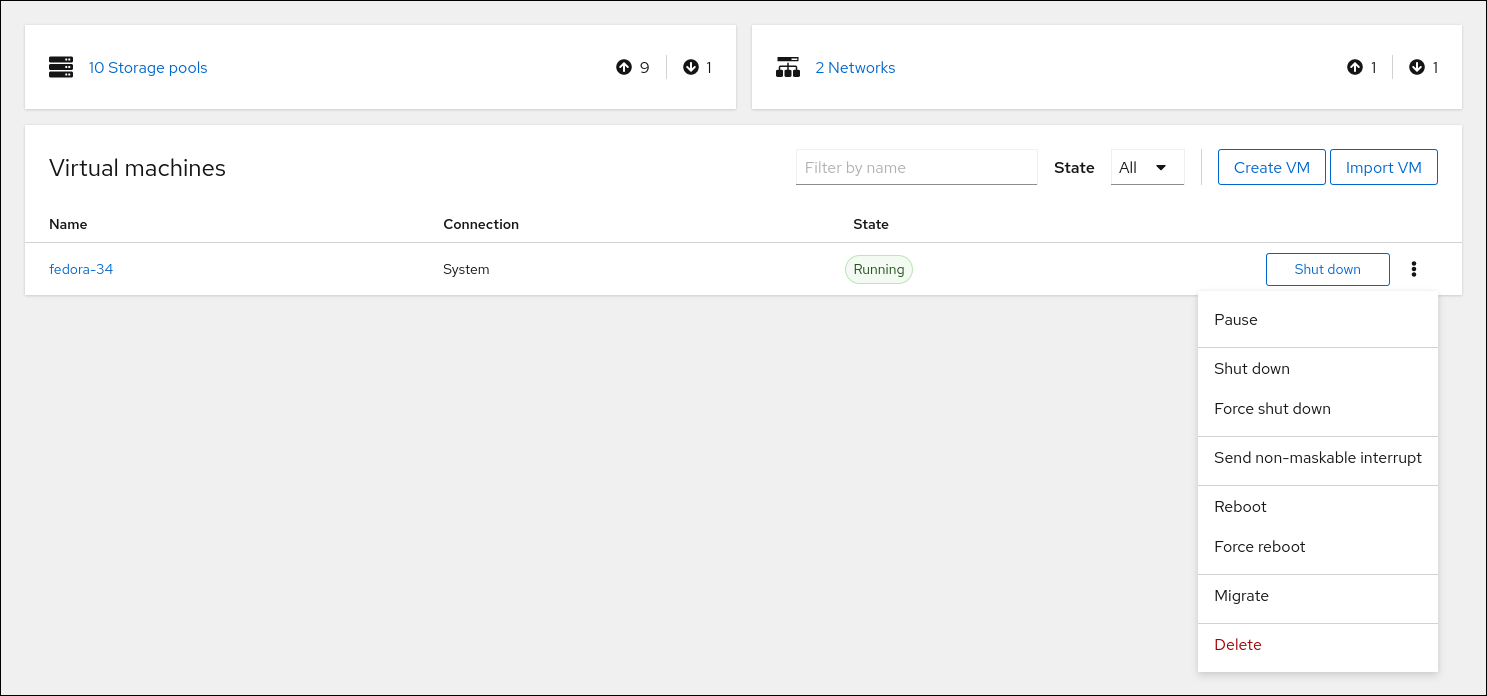 10 Storage pools 9 1
2 Networks 1 1
Virtual machines Filter by name State All Create VM Import VM
Name Connection State
fedora-34 System Running Shut down
Pause
Shut down
Force shut down
Send non-maskable interrupt
Reboot
Force reboot
Migrate
Delete